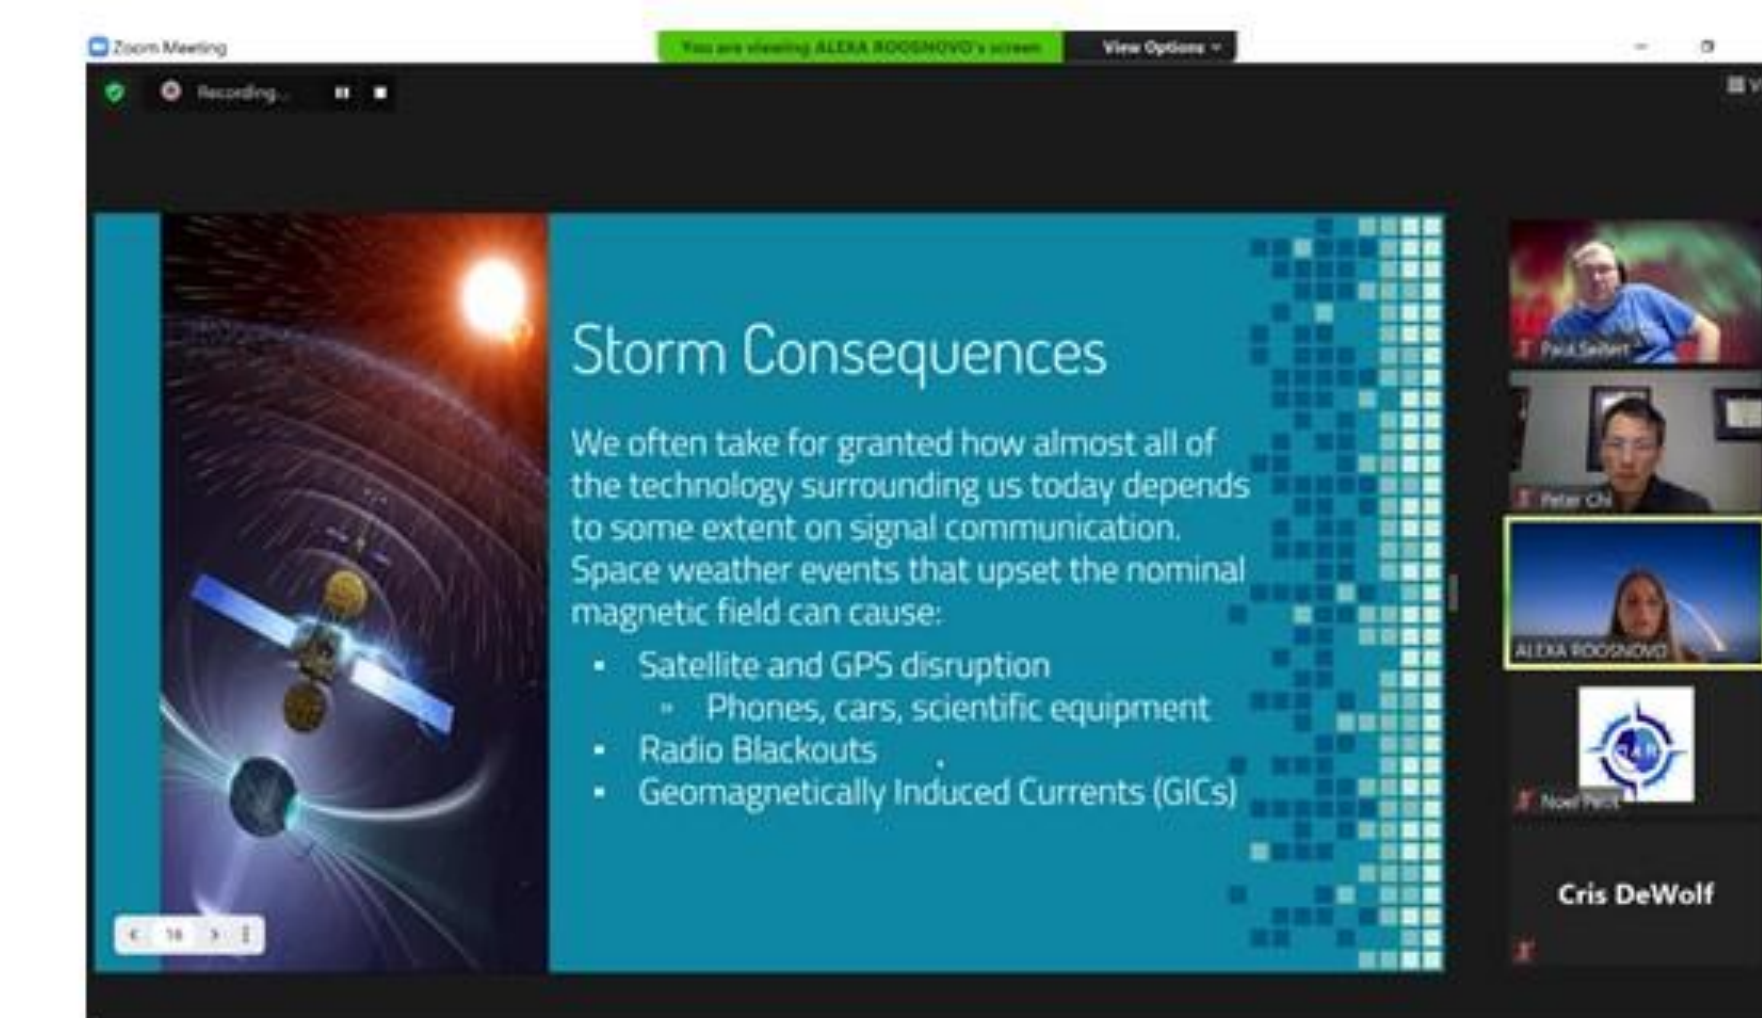 Zoom Meeting
You are viewing ALEXA ROOSNOVO's screen
View Options
Recording...
Storm Consequences
We often take for granted how almost all of
the technology surrounding us today depends
to some extent on signal communication.
Space weather events that upset the nominal
magnetic field can cause:
Satellite and GPS disruption
Phones, cars, scientific equipment
Radio Blackouts
Geomagnetically Induced Currents (GICs)
16
Paul Seifert
Peter Chi
ALEXA ROOSNOVO
Noel Petit
Cris DeWolf